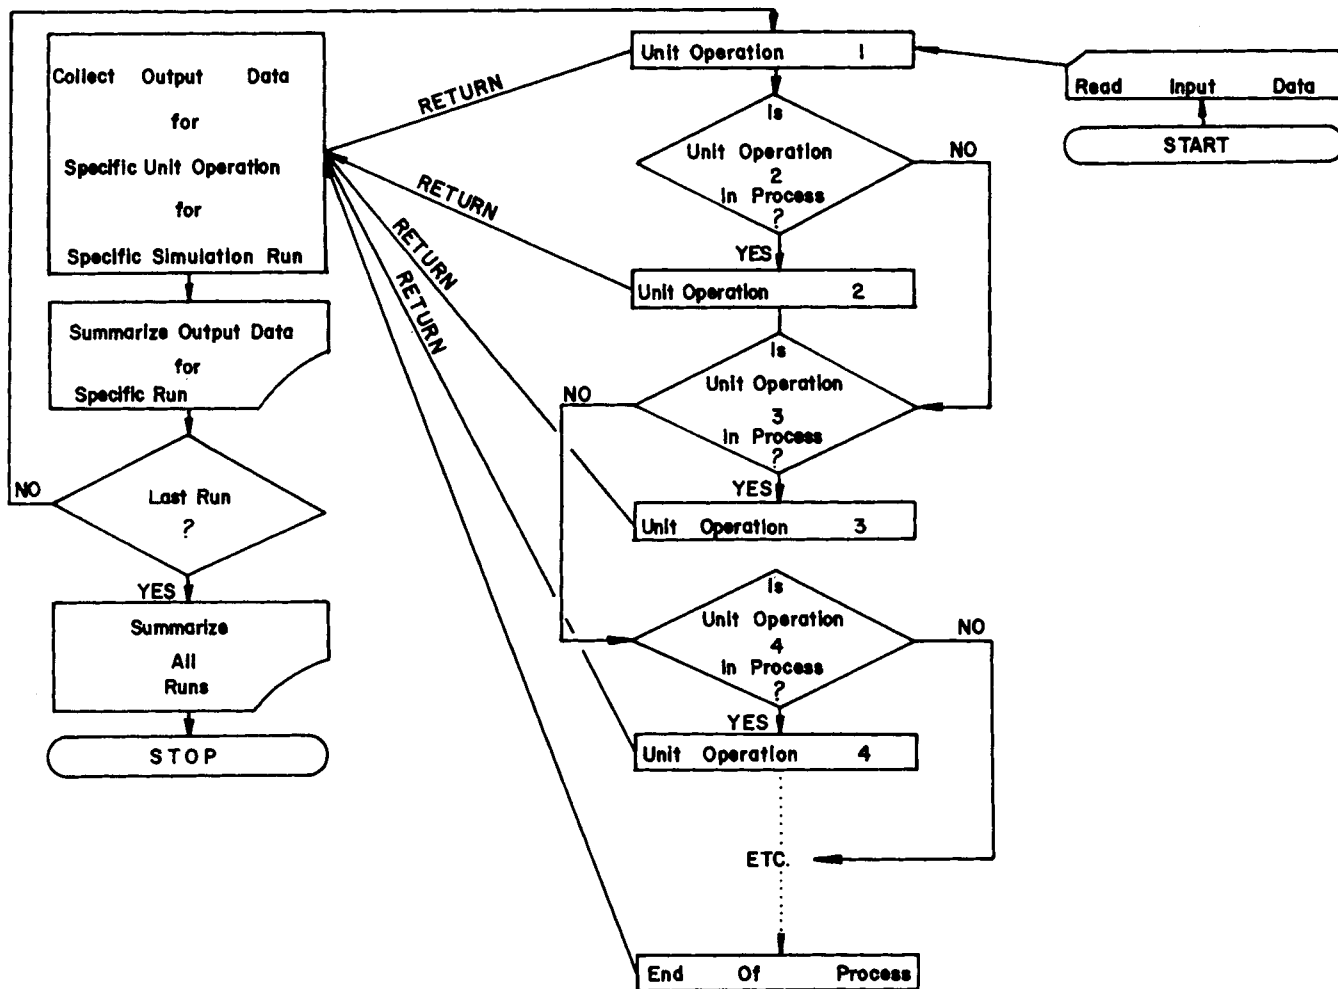 Collect Output Data
for
Specific Unit Operation
for
Specific Simulation Run
Summarize Output Data
for
Specific Run
NO
Last Run
?
YES
Summarize
All
Runs
STOP
RETURN
RETURN
RETURN
RETURN
Unit Operation 1
Is
Unit Operation
2
In Process
?
NO
YES
Unit Operation 2
Is
Unit Operation
3
In Process
?
NO
YES
Unit Operation 3
Is
Unit Operation
4
In Process
?
NO
YES
Unit Operation 4
ETC.
End Of Process
Read Input Data
START